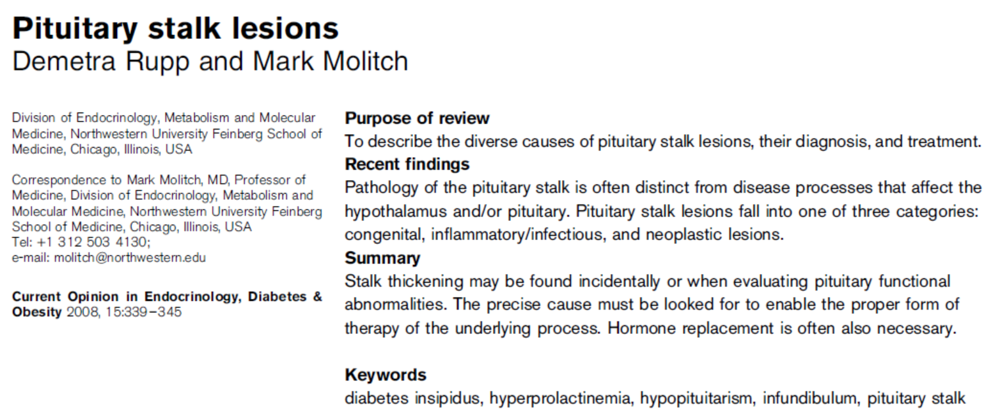 Pituitary stalk lesions
Demetra Rupp and Mark Molitch
Division of Endocrinology, Metabolism and Molecular
Medicine, Northwestern University Feinberg School of
Medicine, Chicago, Illinois, USA
Correspondence to Mark Molitch, MD, Professor of
Medicine, Division of Endocrinology, Metabolism and
Molecular Medicine, Northwestern University Feinberg
School of Medicine, Chicago, Illinois, USA
Tel: +1 312 503 4130;
e-mail: molitch@northwestern.edu
Current Opinion in Endocrinology, Diabetes &
Obesity 2008, 15:339–345
Purpose of review
To describe the diverse causes of pituitary stalk lesions, their diagnosis, and treatment.
Recent findings
Pathology of the pituitary stalk is often distinct from disease processes that affect the
hypothalamus and/or pituitary. Pituitary stalk lesions fall into one of three categories:
congenital, inflammatory/infectious, and neoplastic lesions.
Summary
Stalk thickening may be found incidentally or when evaluating pituitary functional
abnormalities. The precise cause must be looked for to enable the proper form of
therapy of the underlying process. Hormone replacement is often also necessary.
Keywords
diabetes insipidus, hyperprolactinemia, hypopituitarism, infundibulum, pituitary stalk